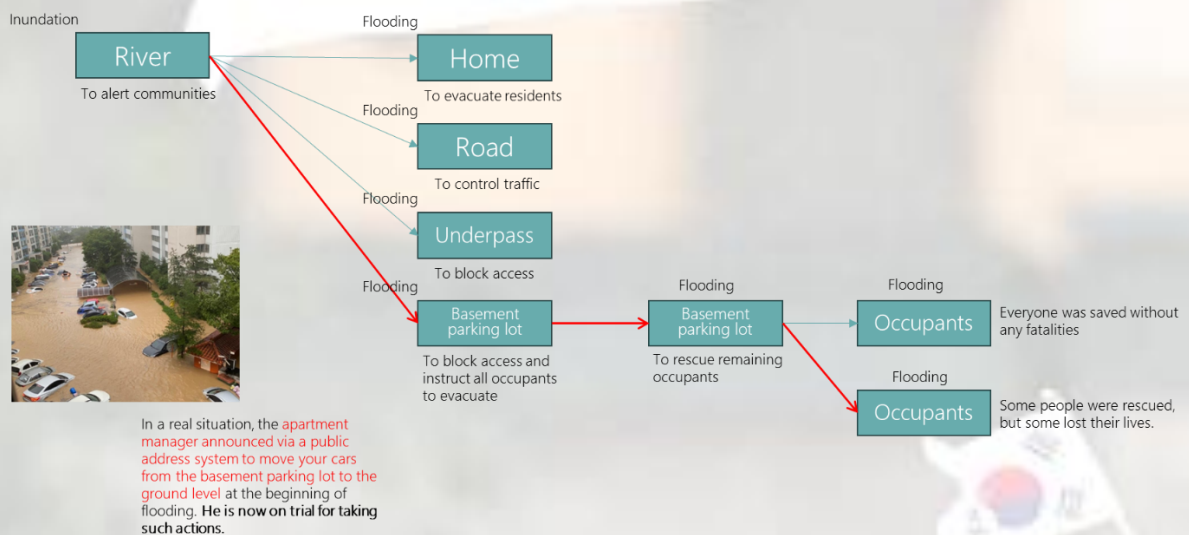 Inundation
River
To alert communities
Flooding
Home
To evacuate residents
Flooding
Road
To control traffic
Flooding
Underpass
To block access
Flooding
Basement
parking lot
To block access and
instruct all occupants
to evacuate
Flooding
Basement
parking lot
To rescue remaining
occupants
Flooding
Occupants
Everyone was saved without
any fatalities
Flooding
Occupants
Some people were rescued,
but some lost their lives.
In a real situation, the apartment
manager announced via a public
address system to move your cars
from the basement parking lot to the
ground level at the beginning of
flooding. He is now on trial for taking
such actions.